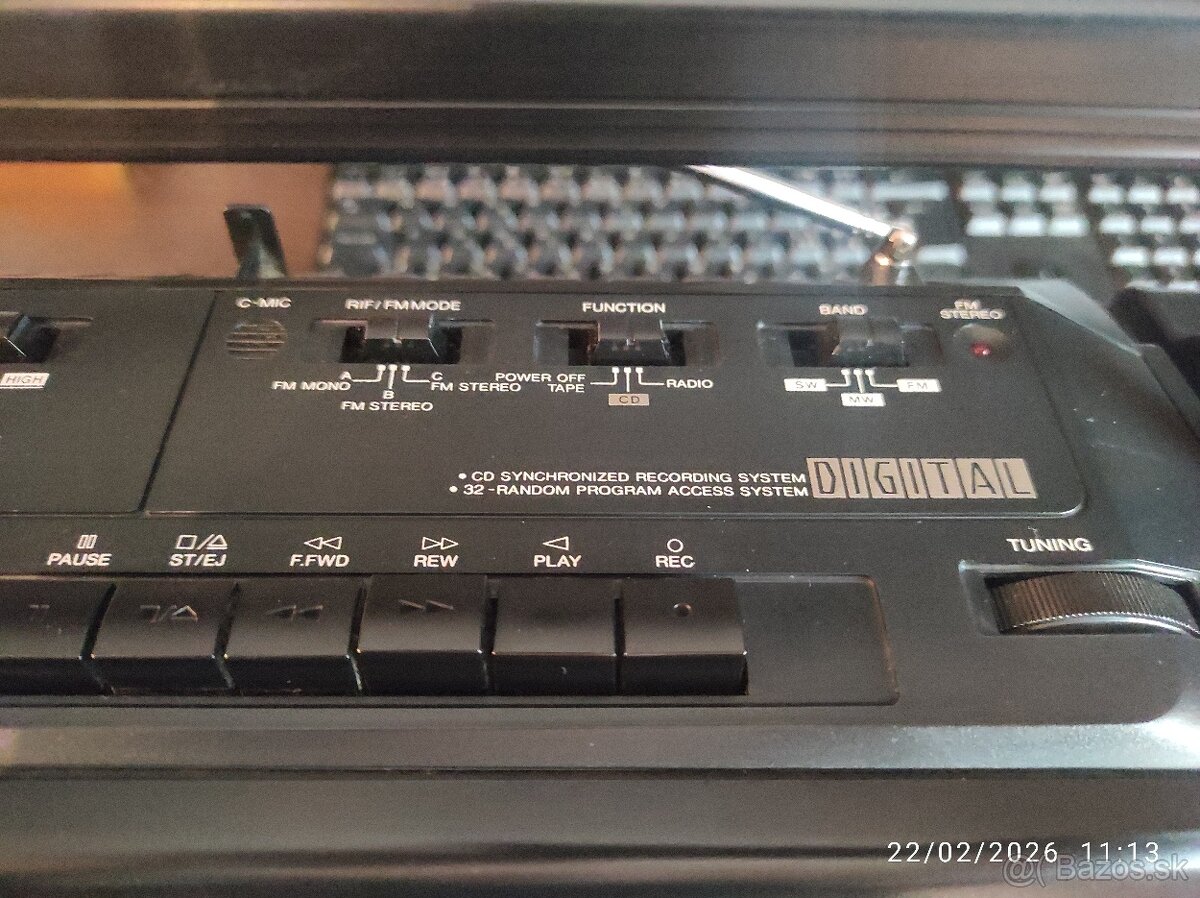 C-MIC
RIF/FM MODE
FUNCTION
BAND
FM
STEREO
HIGH
A
FM MONO
B
FM STEREO
C
FM STEREO
POWER OFF
TAPE
CD
RADIO
SW
MW
FM
• CD SYNCHRONIZED RECORDING SYSTEM
• 32-RANDOM PROGRAM ACCESS SYSTEM
DIGITAL
PAUSE
ST/EJ
F.FWD
REW
PLAY
REC
TUNING
22/02/2026 11:13
@Bazos.sk